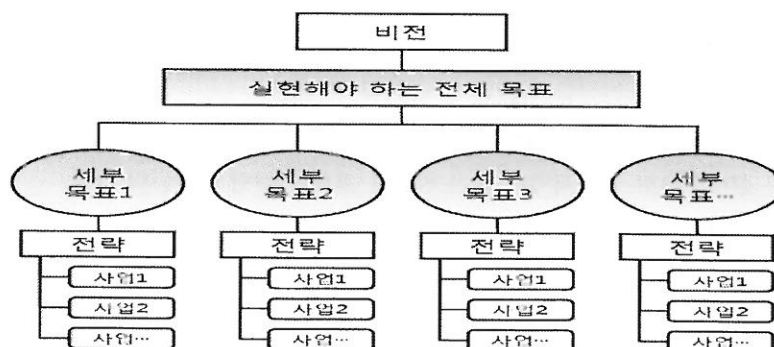 비전
실현해야 하는 전체 목표
세부
목표1
세부
목표2
세부
목표3
세부
목표…
전략
전략
전략
전략
사업1
사업1
사업1
사업1
사업2
사업2
사업2
사업2
사업…
사업…
사업…
사업…